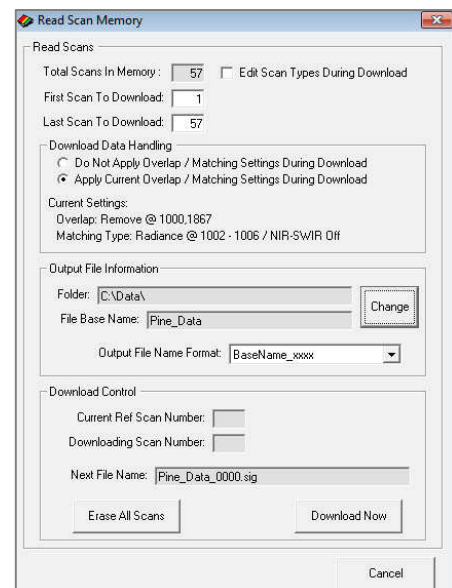 Read Scan Memory
Read Scans
Total Scans In Memory : 57 Edit Scan Types During Download
First Scan To Download: 1
Last Scan To Download: 57
Download Data Handling
Do Not Apply Overlap / Matching Settings During Download
Apply Current Overlap / Matching Settings During Download
Current Settings:
Overlap: Remove @ 1000,1867
Matching Type: Radiance @ 1002 - 1006 / NIR-SWIR Off
Output File Information
Folder: C:\Data\
Change
File Base Name: Pine_Data
Output File Name Format: BaseName_xxxx
Download Control
Current Ref Scan Number:
Downloading Scan Number:
Next File Name: Pine_Data_0000.sig
Erase All Scans Download Now
Cancel